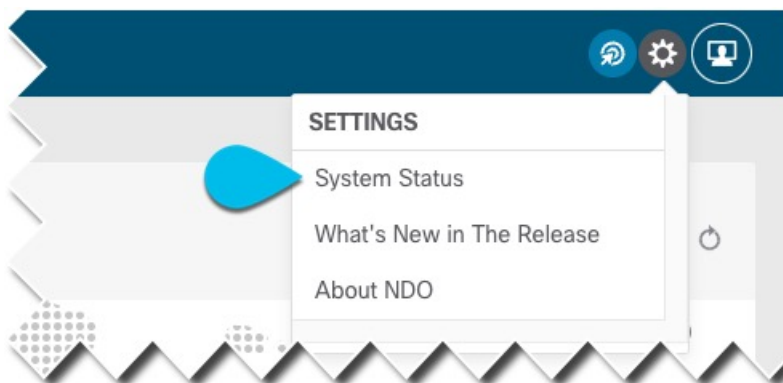 SETTINGS
System Status
What's New in The Release
About NDO